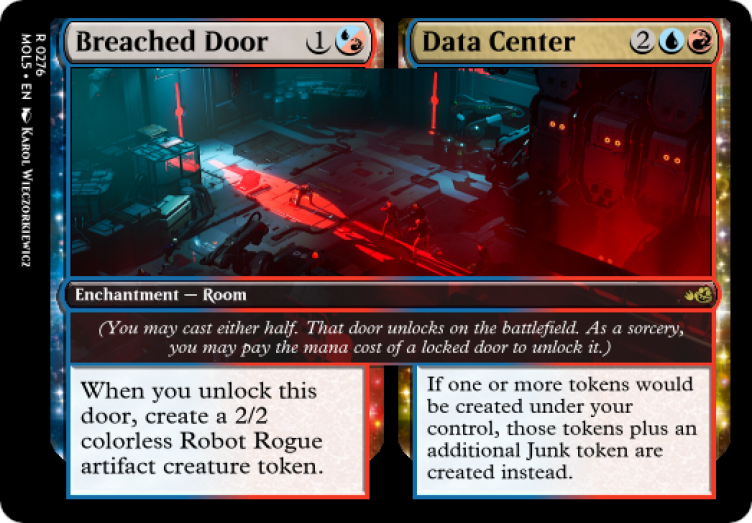 Breached Door 1
Data Center 2
R 0276
MOL5 • EN KAROL WIECZORKIEWICZ
Enchantment — Room
(You may cast either half. That door unlocks on the battlefield. As a sorcery,
you may pay the mana cost of a locked door to unlock it.)
When you unlock this
door, create a 2/2
colorless Robot Rogue
artifact creature token.
If one or more tokens would
be created under your
control, those tokens plus an
additional Junk token are
created instead.